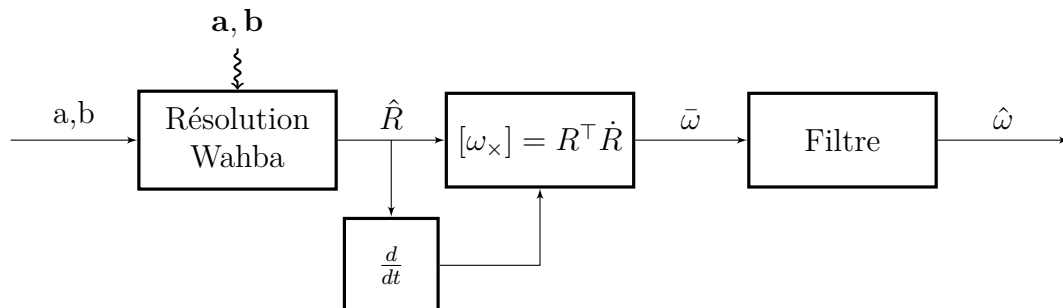 a, b
a,b
Résolution
Wahba
R̂
[ω×] = R⊤Ṙ
ω̄
Filtre
ω̂
d/dt